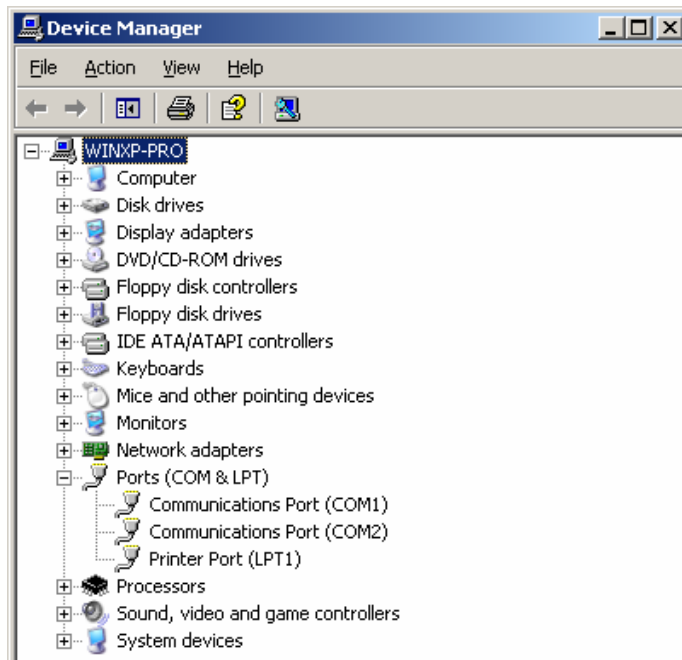 Device Manager
File Action View Help
WINXP-PRO
Computer
Disk drives
Display adapters
DVD/CD-ROM drives
Floppy disk controllers
Floppy disk drives
IDE ATA/ATAPI controllers
Keyboards
Mice and other pointing devices
Monitors
Network adapters
Ports (COM & LPT)
Communications Port (COM1)
Communications Port (COM2)
Printer Port (LPT1)
Processors
Sound, video and game controllers
System devices